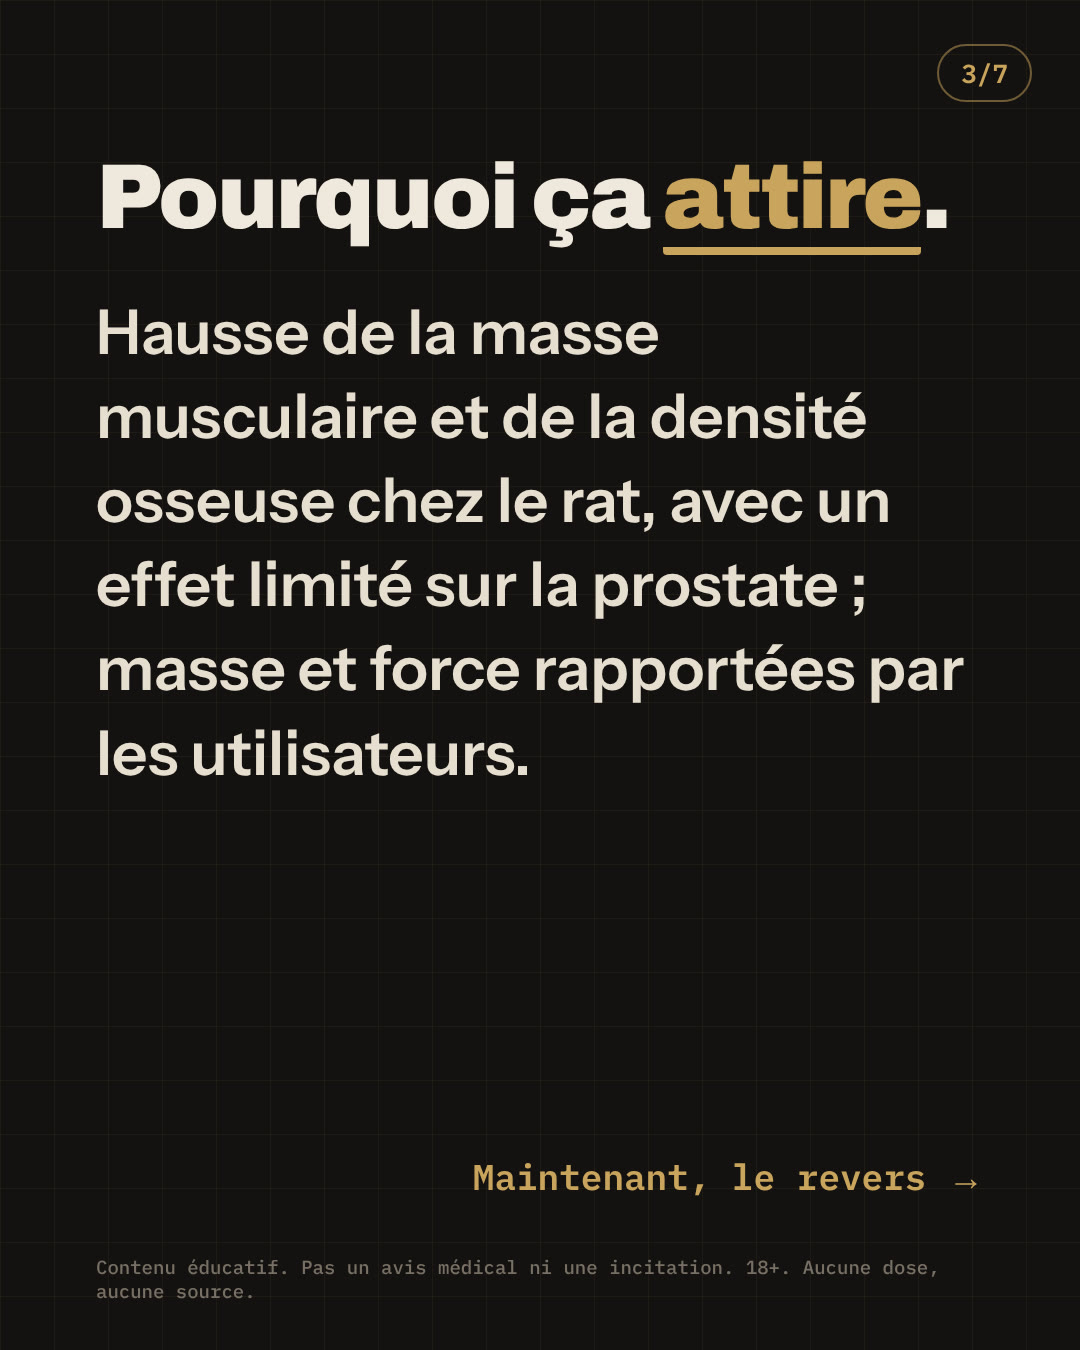 3/7
Pourquoi ça attire.
Hausse de la masse
musculaire et de la densité
osseuse chez le rat, avec un
effet limité sur la prostate ;
masse et force rapportées par
les utilisateurs.
Maintenant, le revers →
Contenu éducatif. Pas un avis médical ni une incitation. 18+. Aucune dose,
aucune source.